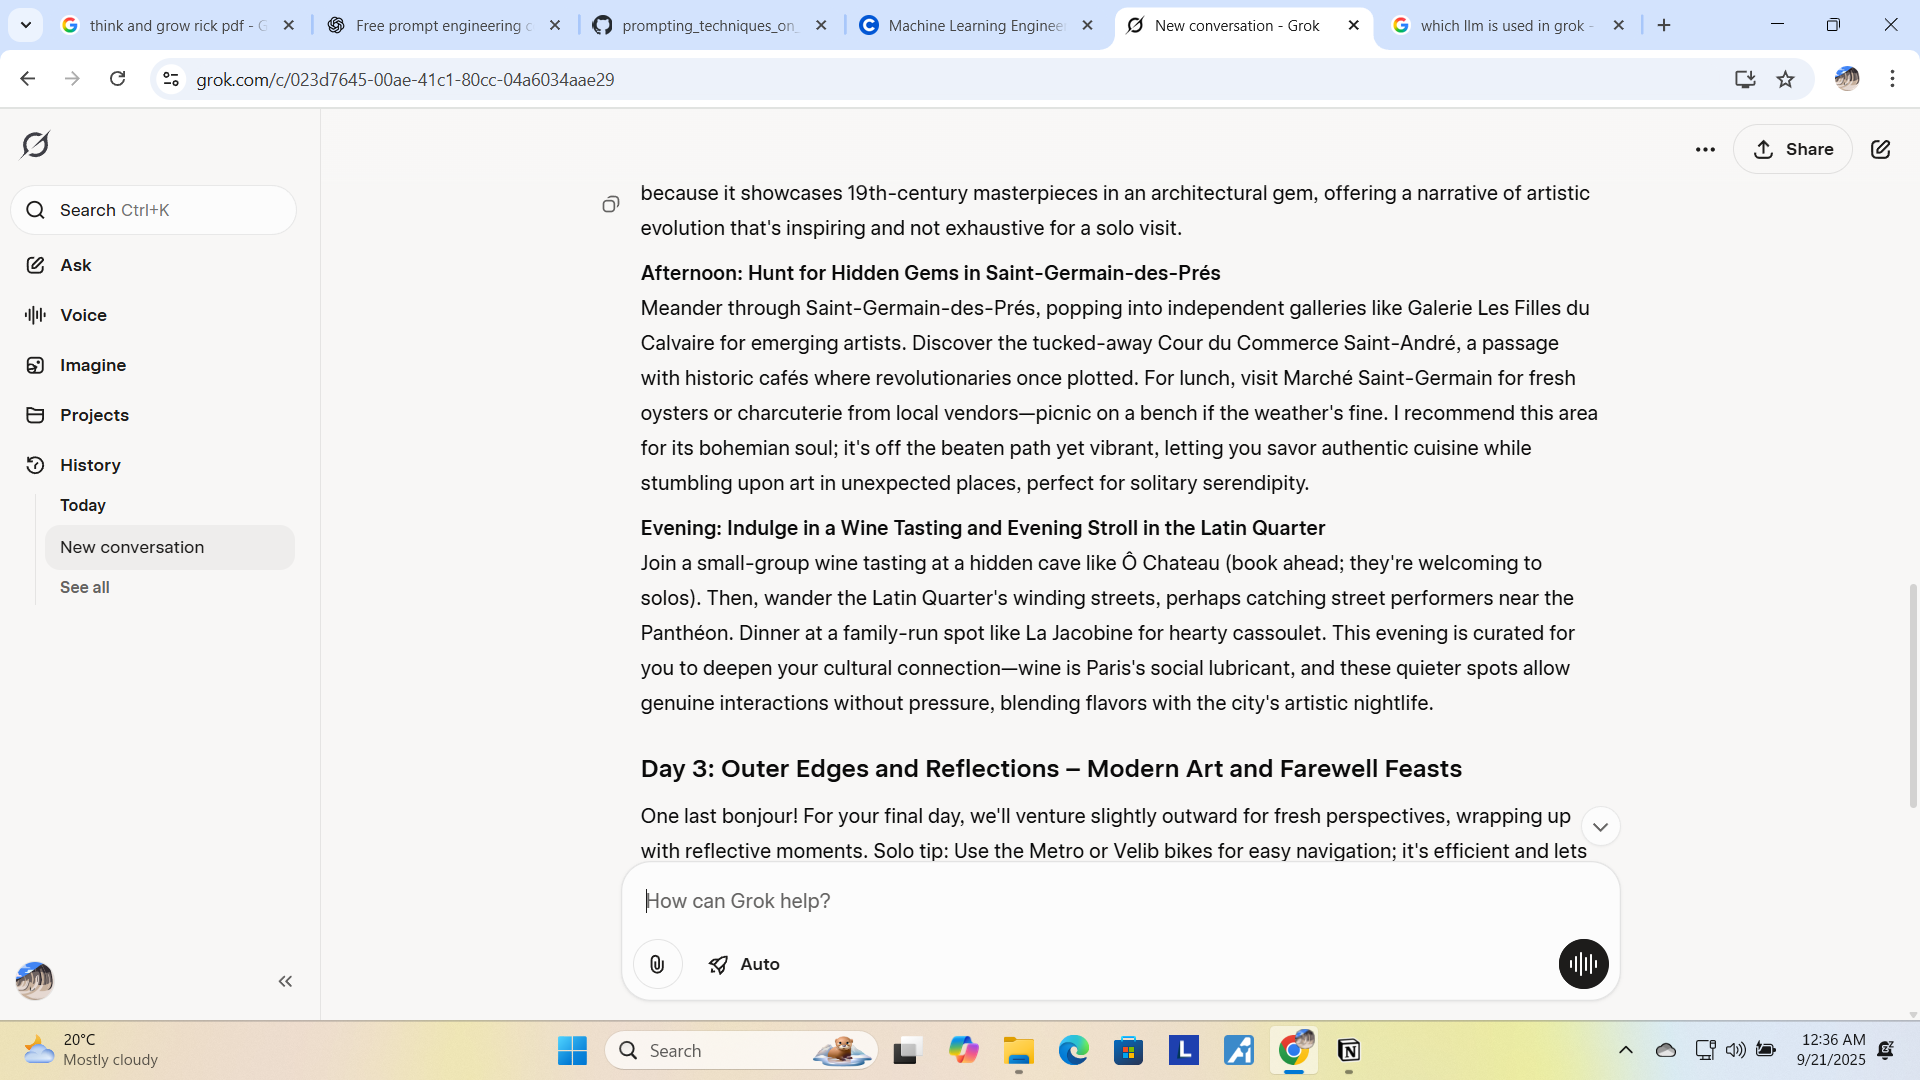 think and grow rick pdf - G
Free prompt engineering c
prompting_techniques_on_
Machine Learning Enginee
New conversation - Grok
which llm is used in grok -
grok.com/c/023d7645-00ae-41c1-80cc-04a6034aae29
Share
Search Ctrl+K
Ask
Voice
Imagine
Projects
History
Today
New conversation
See all
because it showcases 19th-century masterpieces in an architectural gem, offering a narrative of artistic
evolution that's inspiring and not exhaustive for a solo visit.
Afternoon: Hunt for Hidden Gems in Saint-Germain-des-Prés
Meander through Saint-Germain-des-Prés, popping into independent galleries like Galerie Les Filles du
Calvaire for emerging artists. Discover the tucked-away Cour du Commerce Saint-André, a passage
with historic cafés where revolutionaries once plotted. For lunch, visit Marché Saint-Germain for fresh
oysters or charcuterie from local vendors—picnic on a bench if the weather's fine. I recommend this area
for its bohemian soul; it's off the beaten path yet vibrant, letting you savor authentic cuisine while
stumbling upon art in unexpected places, perfect for solitary serendipity.
Evening: Indulge in a Wine Tasting and Evening Stroll in the Latin Quarter
Join a small-group wine tasting at a hidden cave like Ô Chateau (book ahead; they're welcoming to
solos). Then, wander the Latin Quarter's winding streets, perhaps catching street performers near the
Panthéon. Dinner at a family-run spot like La Jacobine for hearty cassoulet. This evening is curated for
you to deepen your cultural connection—wine is Paris's social lubricant, and these quieter spots allow
genuine interactions without pressure, blending flavors with the city's artistic nightlife.
Day 3: Outer Edges and Reflections – Modern Art and Farewell Feasts
One last bonjour! For your final day, we'll venture slightly outward for fresh perspectives, wrapping up
with reflective moments. Solo tip: Use the Metro or Velib bikes for easy navigation; it's efficient and lets
How can Grok help?
Auto
20°C
Mostly cloudy
Search
L
12:36 AM
9/21/2025